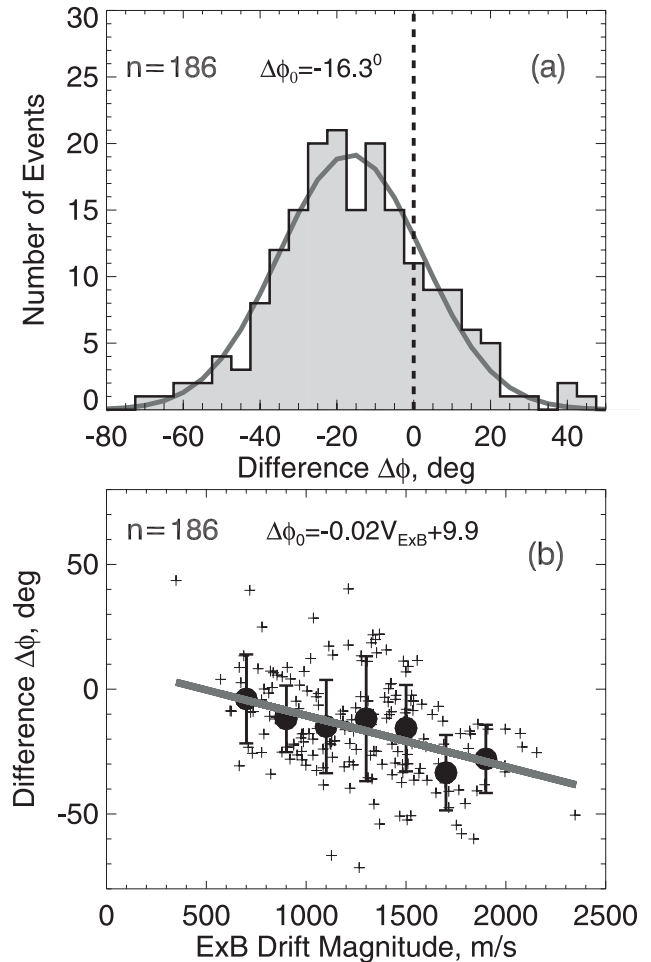 30
n=186 Δφ₀=-16.3⁰ (a)
25
20
15
10
5
0
Number of Events
-80 -60 -40 -20 0 20 40
Difference Δφ, deg
n=186 Δφ₀=-0.02V_ExB+9.9 (b)
50
0
-50
Difference Δφ, deg
0 500 1000 1500 2000 2500
ExB Drift Magnitude, m/s